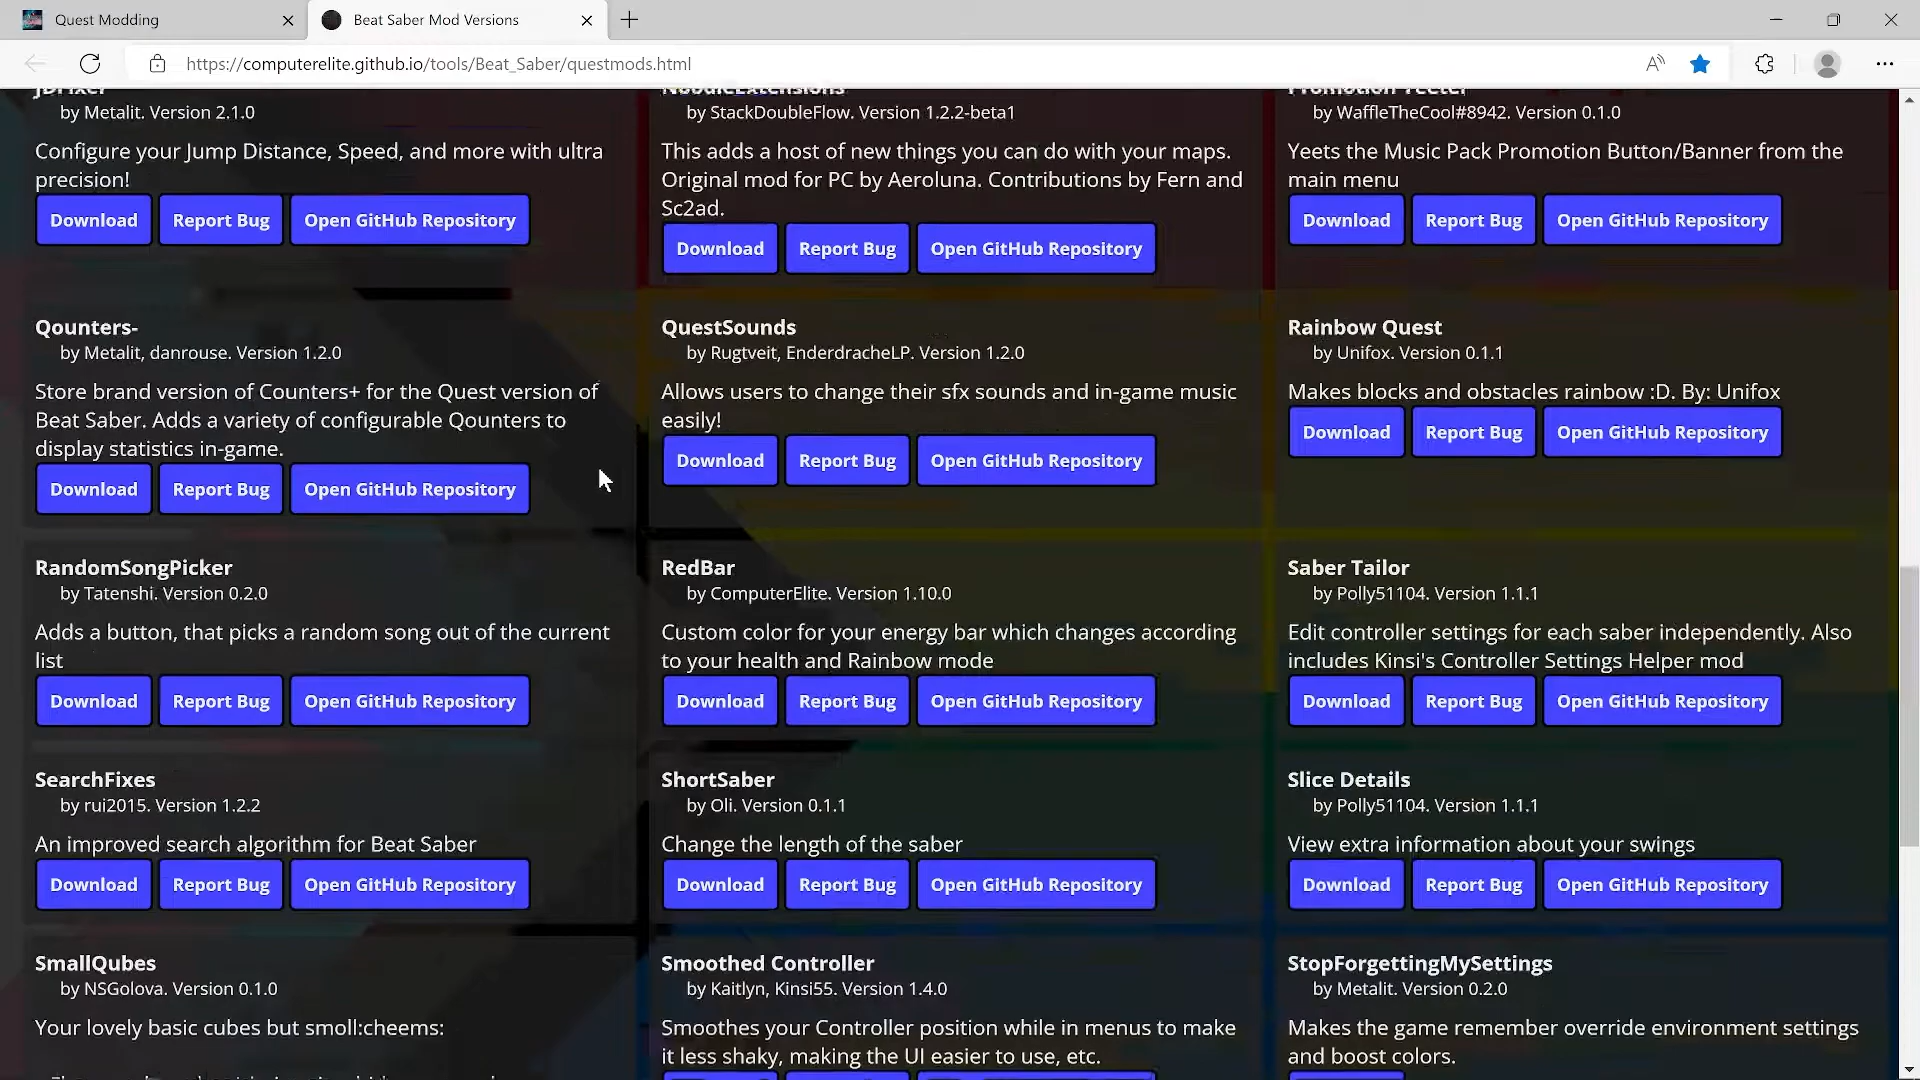 Quest Modding
Beat Saber Mod Versions
https://computerelite.github.io/tools/Beat_Saber/questmods.html
JDFixer
by Metalit. Version 2.1.0
Configure your Jump Distance, Speed, and more with ultra
precision!
Download
Report Bug
Open GitHub Repository
NoodleExtensions
by StackDoubleFlow. Version 1.2.2-beta1
This adds a host of new things you can do with your maps.
Original mod for PC by Aeroluna. Contributions by Fern and
Sc2ad.
Download
Report Bug
Open GitHub Repository
Promotion Yeeter
by WaffleTheCool#8942. Version 0.1.0
Yeets the Music Pack Promotion Button/Banner from the
main menu
Download
Report Bug
Open GitHub Repository
Qounters-
by Metalit, danrouse. Version 1.2.0
Store brand version of Counters+ for the Quest version of
Beat Saber. Adds a variety of configurable Qounters to
display statistics in-game.
Download
Report Bug
Open GitHub Repository
QuestSounds
by Rugtveit, EnderdracheLP. Version 1.2.0
Allows users to change their sfx sounds and in-game music
easily!
Download
Report Bug
Open GitHub Repository
Rainbow Quest
by Unifox. Version 0.1.1
Makes blocks and obstacles rainbow :D. By: Unifox
Download
Report Bug
Open GitHub Repository
RandomSongPicker
by Tatenshi. Version 0.2.0
Adds a button, that picks a random song out of the current
list
Download
Report Bug
Open GitHub Repository
RedBar
by ComputerElite. Version 1.10.0
Custom color for your energy bar which changes according
to your health and Rainbow mode
Download
Report Bug
Open GitHub Repository
Saber Tailor
by Polly51104. Version 1.1.1
Edit controller settings for each saber independently. Also
includes Kinsi's Controller Settings Helper mod
Download
Report Bug
Open GitHub Repository
SearchFixes
by rui2015. Version 1.2.2
An improved search algorithm for Beat Saber
Download
Report Bug
Open GitHub Repository
ShortSaber
by Oli. Version 0.1.1
Change the length of the saber
Download
Report Bug
Open GitHub Repository
Slice Details
by Polly51104. Version 1.1.1
View extra information about your swings
Download
Report Bug
Open GitHub Repository
SmallQubes
by NSGolova. Version 0.1.0
Your lovely basic cubes but smoll:cheems:
Smoothed Controller
by Kaitlyn, Kinsi55. Version 1.4.0
Smoothes your Controller position while in menus to make
it less shaky, making the UI easier to use, etc.
StopForgettingMySettings
by Metalit. Version 0.2.0
Makes the game remember override environment settings
and boost colors.